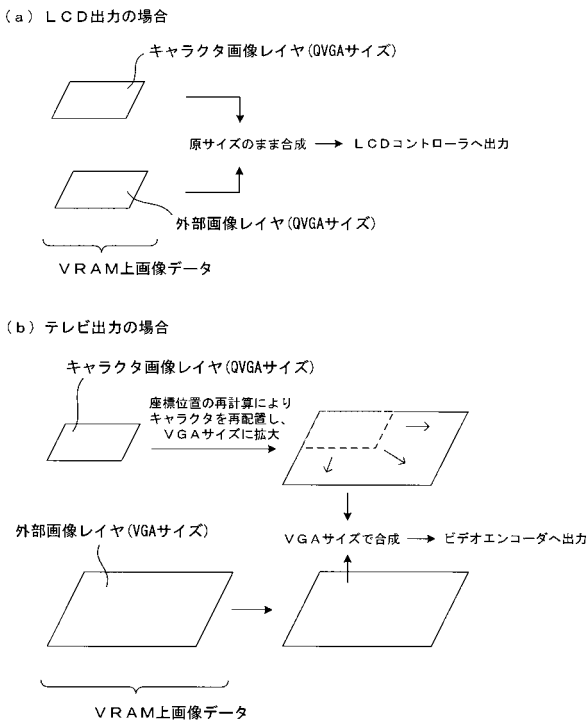 (a) LCD出力の場合
キャラクタ画像レイヤ(QVGAサイズ)
原サイズのまま合成 → LCDコントローラへ出力
外部画像レイヤ(QVGAサイズ)
VRAM上画像データ
(b) テレビ出力の場合
キャラクタ画像レイヤ(QVGAサイズ)
座標位置の再計算により
キャラクタを再配置し、
VGAサイズに拡大
外部画像レイヤ(VGAサイズ)
VGAサイズで合成 → ビデオエンコーダへ出力
VRAM上画像データ